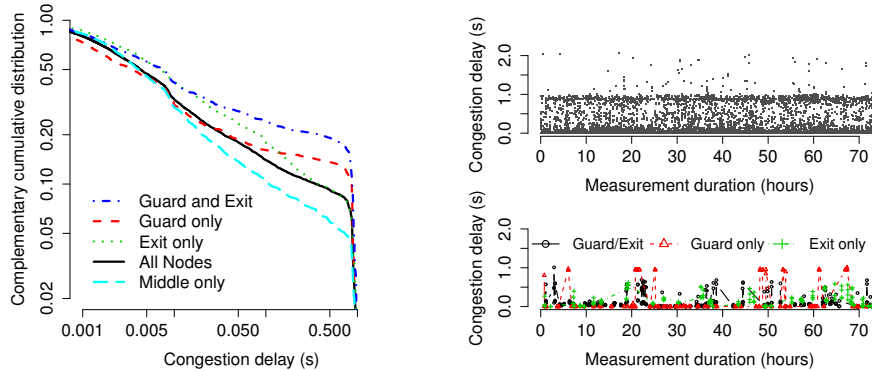 Complementary cumulative distribution
1.00
0.50
0.20
0.10
0.05
0.02
Guard and Exit
Guard only
Exit only
All Nodes
Middle only
0.001
0.005
0.050
0.500
Congestion delay (s)
Congestion delay (s)
2.0
1.0
0.0
0
10
20
30
40
50
60
70
Measurement duration (hours)
Congestion delay (s)
2.0
1.0
0.0
Guard/Exit
Guard only
Exit only
0
10
20
30
40
50
60
70
Measurement duration (hours)